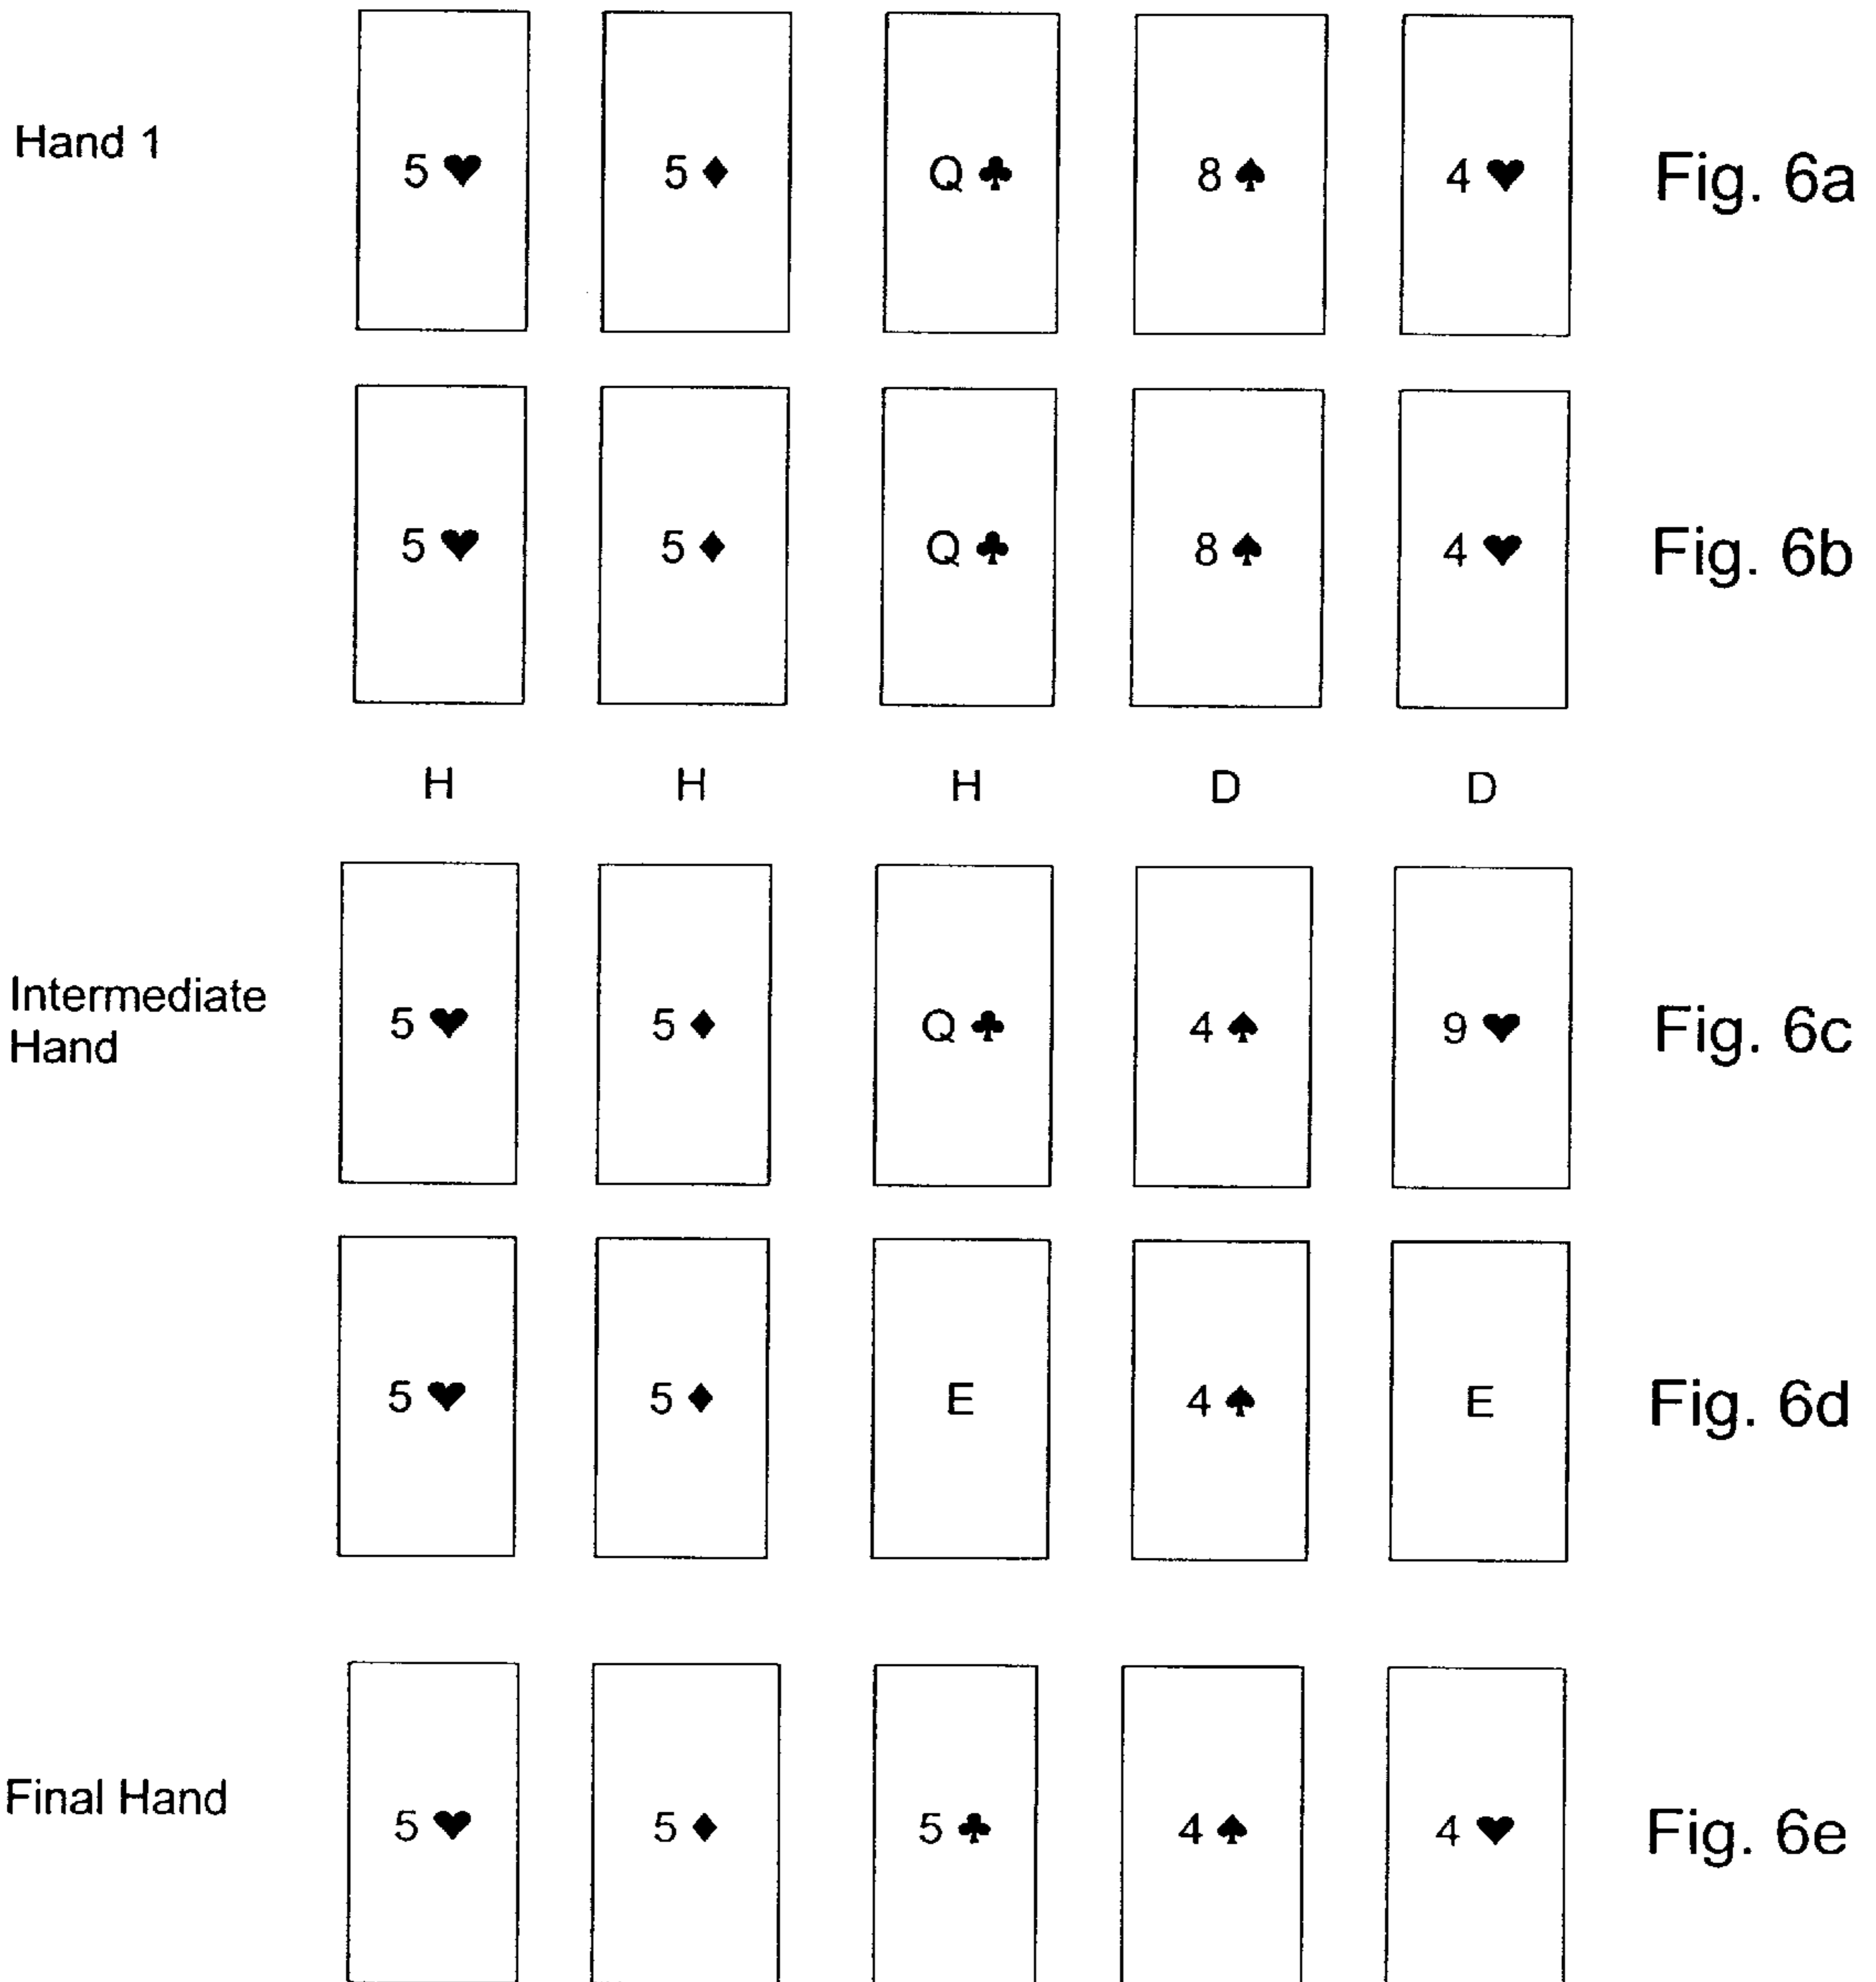 Hand 1 5 ♥ 5 ♦ Q ♣ 8 ♠ 4 ♥ Fig. 6a
5 ♥ 5 ♦ Q ♣ 8 ♠ 4 ♥ Fig. 6b
H H H D D
Intermediate
Hand
5 ♥ 5 ♦ Q ♣ 4 ♠ 9 ♥ Fig. 6c
5 ♥ 5 ♦ E 4 ♠ E Fig. 6d
Final Hand 5 ♥ 5 ♦ 5 ♣ 4 ♠ 4 ♥ Fig. 6e